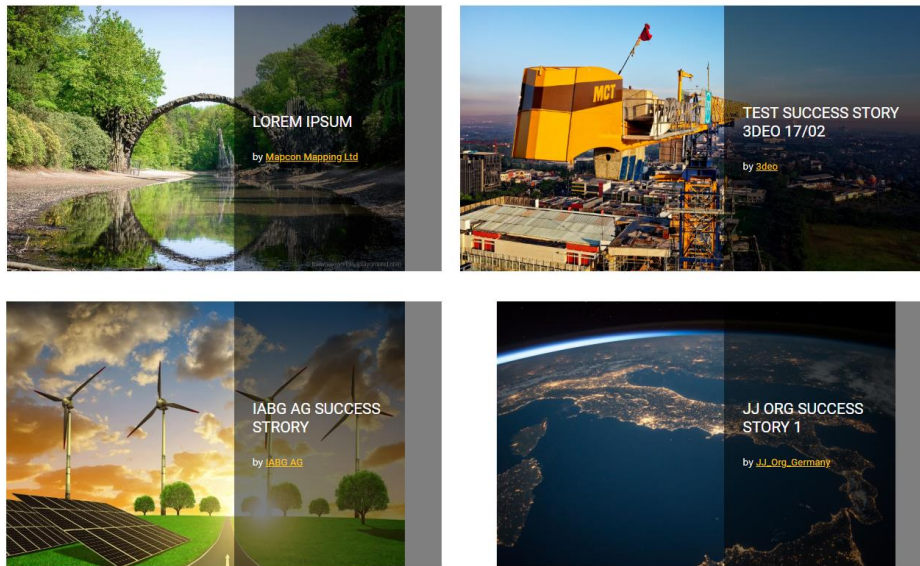 LOREM IPSUM
by Mapcon Mapping Ltd
MCT
TEST SUCCESS STORY
3DEO 17/02
by 3deo
IABG AG SUCCESS
STRORY
by IABG AG
JJ ORG SUCCESS
STORY 1
by JJ_Org_Germany